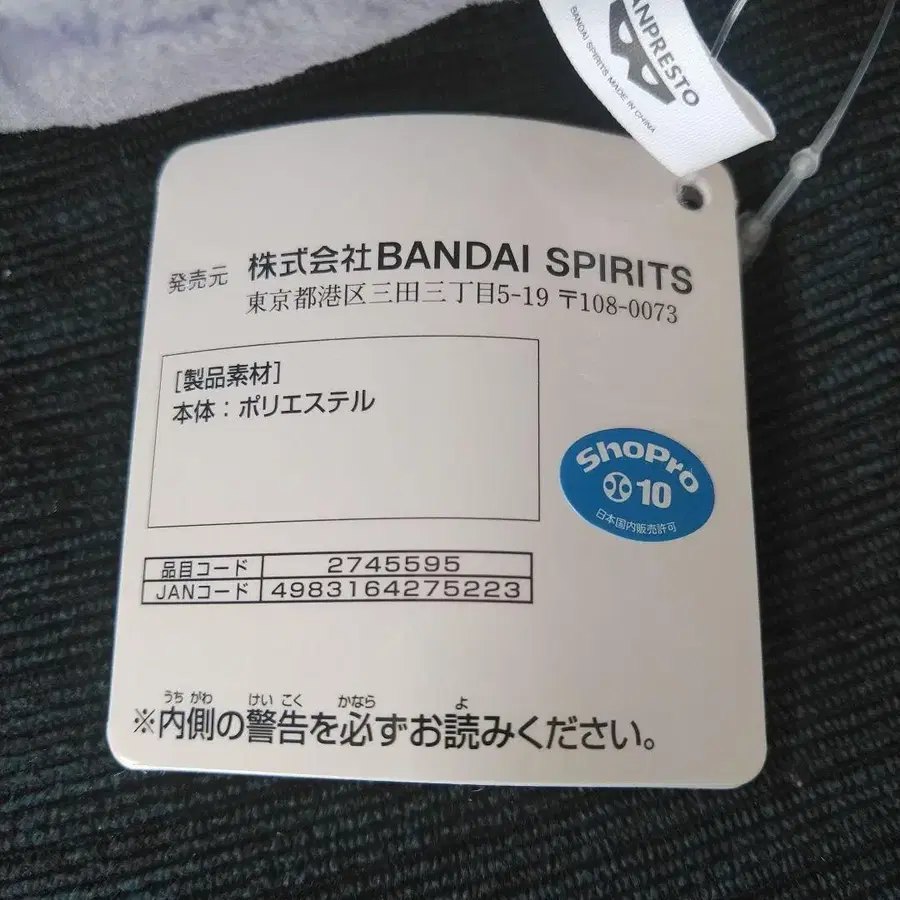 ANPRESTO
BANDAI SPIRITS MADE IN CHINA
発売元 株式会社BANDAI SPIRITS
東京都港区三田三丁目5-19 〒108-0073
[製品素材]
本体：ポリエステル
ShoPro
10
日本国内販売許可
品目コード 2745595
JANコード 4983164275223
うち がわ けい こく かなら よ
※内側の警告を必ずお読みください。